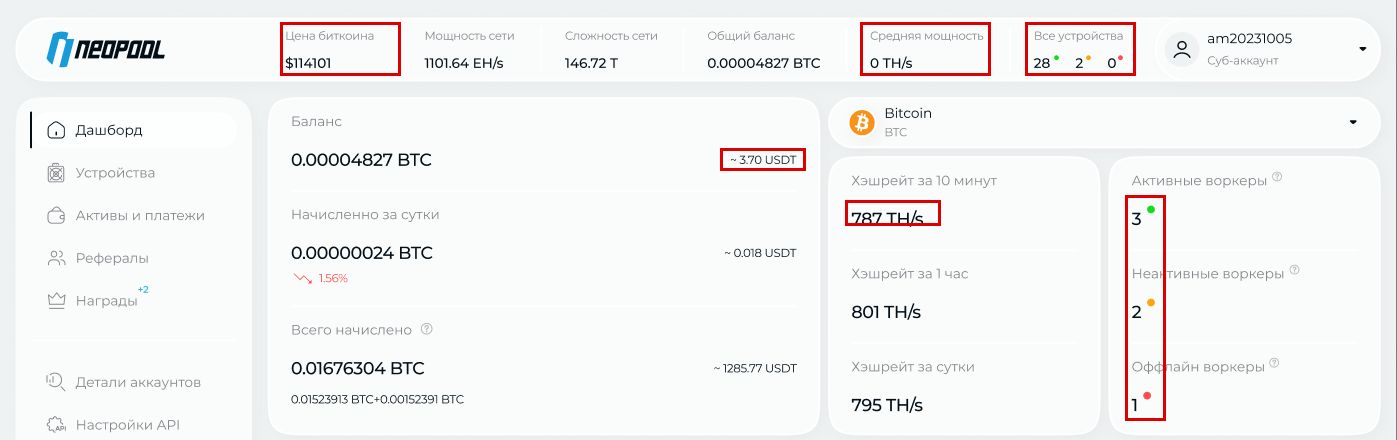 NEOPOOL
Цена биткоина
$114101
Мощность сети
1101.64 EH/s
Сложность сети
146.72 T
Общий баланс
0.00004827 BTC
Средняя мощность
0 TH/s
Все устройства
28 2 0
am20231005
Суб-аккаунт
Дашборд
Устройства
Активы и платежи
Рефералы
Награды +2
Детали аккаунтов
Настройки API
Баланс
0.00004827 BTC ~ 3.70 USDT
Начисленно за сутки
0.00000024 BTC ~ 0.018 USDT
1.56%
Всего начислено ?
0.01676304 BTC ~ 1285.77 USDT
0.01523913 BTC+0.00152391 BTC
Bitcoin
BTC
Хэшрейт за 10 минут
787 TH/s
Хэшрейт за 1 час
801 TH/s
Хэшрейт за сутки
795 TH/s
Активные воркеры ?
3
Неактивные воркеры ?
2
Оффлайн воркеры ?
1